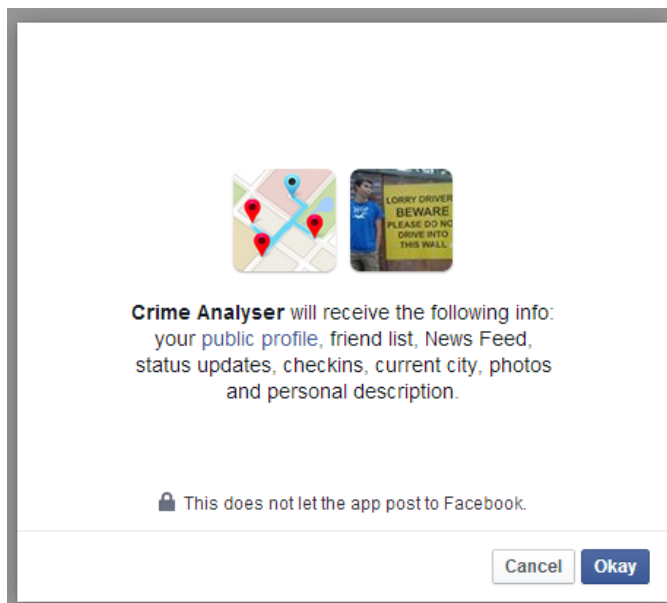 LORRY DRIVER
BEWARE
PLEASE DO NO
DRIVE INTO
THIS WALL
Crime Analyser will receive the following info:
your public profile, friend list, News Feed,
status updates, checkins, current city, photos
and personal description.
This does not let the app post to Facebook.
Cancel Okay